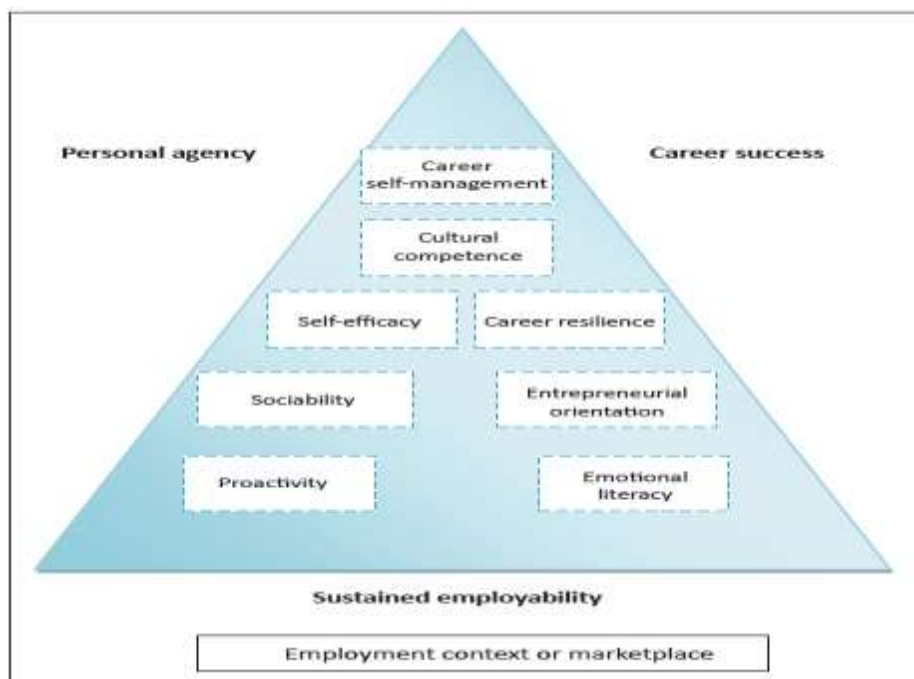 Personal agency
Career success
Career
self-management
Cultural
competence
Self-efficacy
Career resilience
Sociability
Entrepreneurial
orientation
Proactivity
Emotional
literacy
Sustained employability
Employment context or marketplace